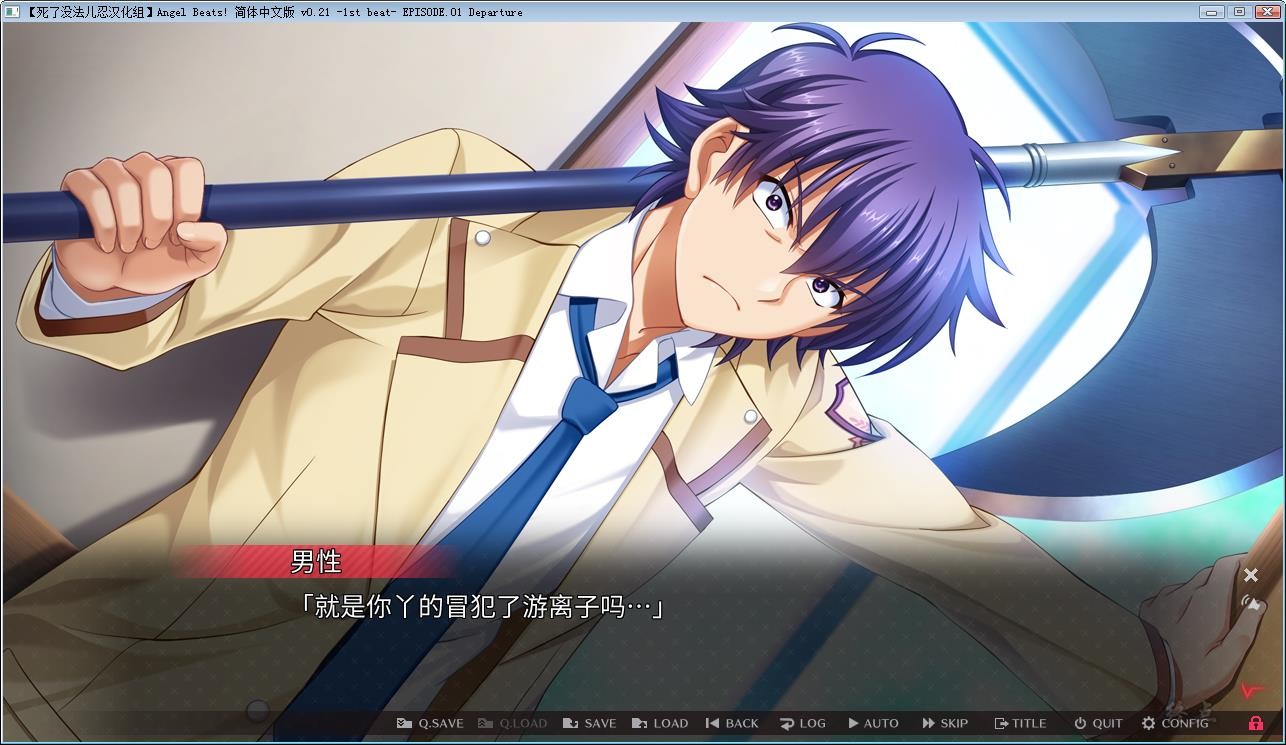 【死了没法儿忍汉化组】Angel Beats! 简体中文版 v0.21 -1st beat- EPISODE.01 Departure
男性
「就是你丫的冒犯了游离子吗…」
Q.SAVE Q.LOAD SAVE LOAD BACK LOG AUTO SKIP TITLE QUIT CONFIG